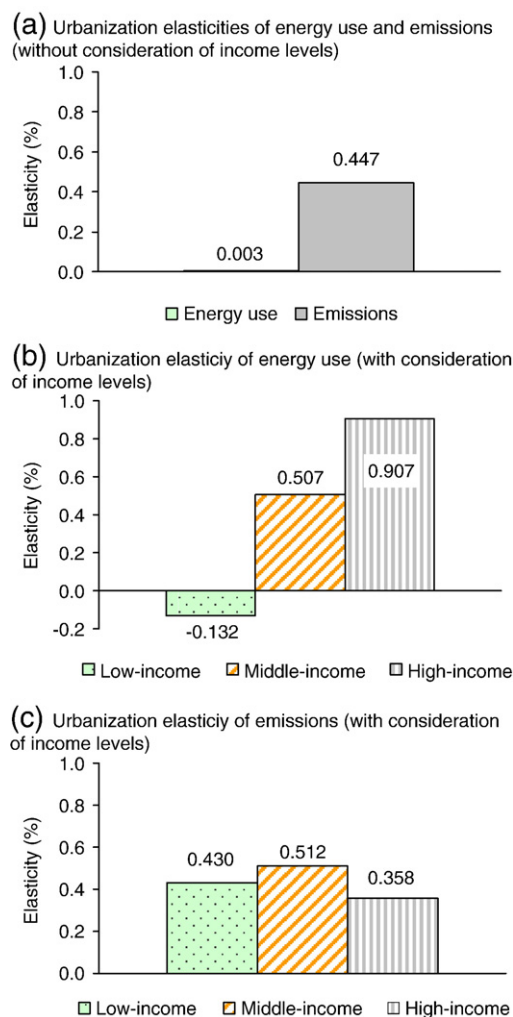 (a) Urbanization elasticities of energy use and emissions
(without consideration of income levels)
1.0
0.8
0.6
0.4
0.2
0.0
Elasticity (%)
0.003
0.447
Energy use Emissions
(b) Urbanization elasticiy of energy use (with consideration
of income levels)
1.0
0.8
0.6
0.4
0.2
0.0
-0.2
Elasticity (%)
-0.132
0.507
0.907
Low-income Middle-income High-income
(c) Urbanization elasticiy of emissions (with consideration
of income levels)
1.0
0.8
0.6
0.4
0.2
0.0
Elasticity (%)
0.430
0.512
0.358
Low-income Middle-income High-income